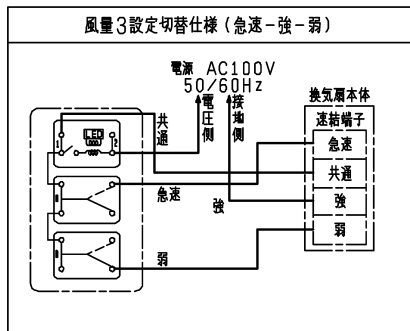 風量3設定切替仕様(急速-強-弱)
電源 AC100V
50/60Hz
電圧側
接地側
換気扇本体
速結端子
急速
共通
強
弱
共通
LED
1
2
急速
強
弱